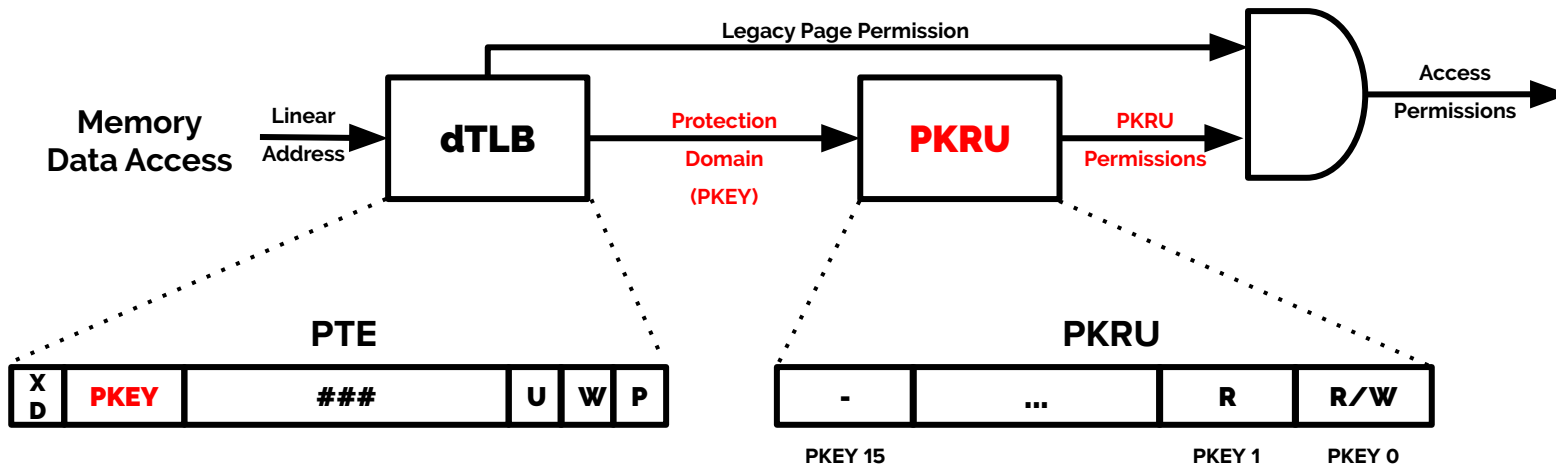 Legacy Page Permission
Memory
Data Access
Linear
Address
dTLB
Protection
Domain
(PKEY)
PKRU
PKRU
Permissions
Access
Permissions
PTE
X
D
PKEY
###
U
W
P
PKRU
-
...
R
R/W
PKEY 15
PKEY 1
PKEY 0